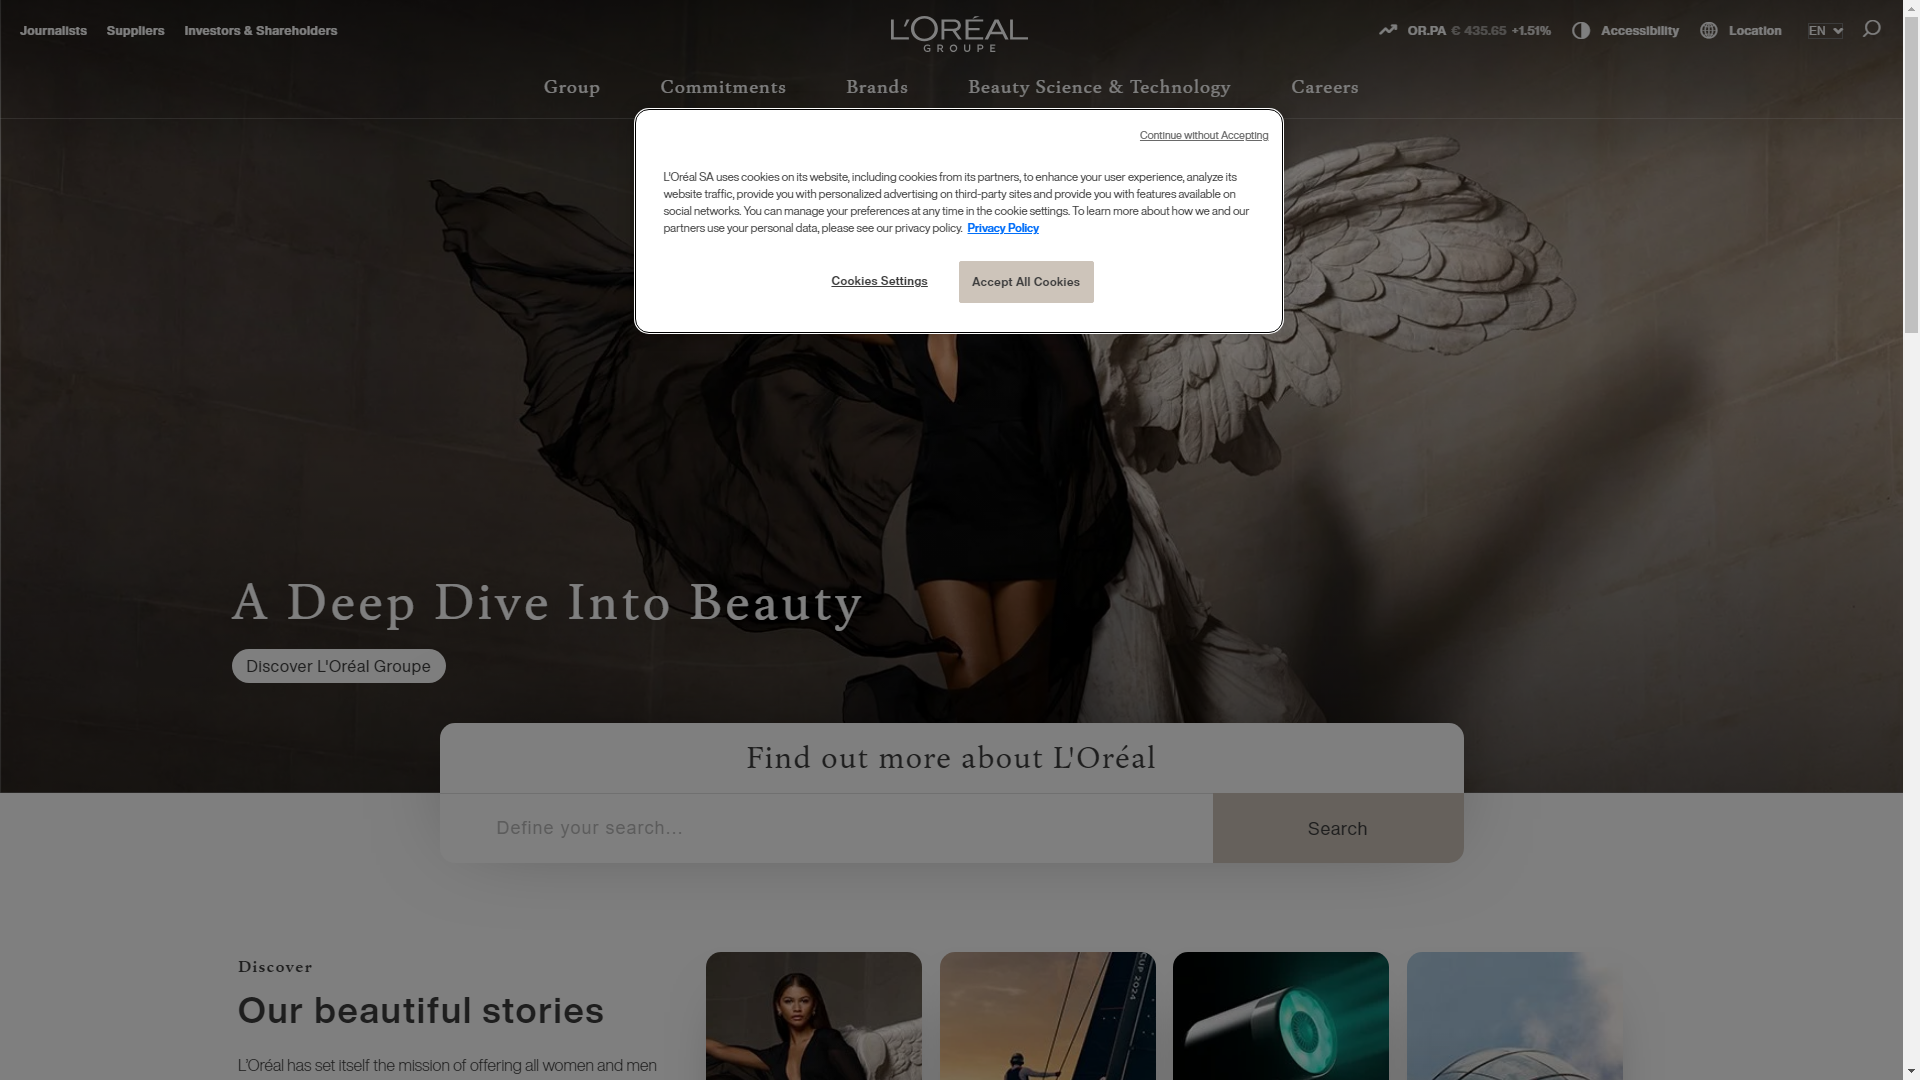 Journalists
Suppliers
Investors & Shareholders
L'ORÉAL
GROUPE
OR.PA € 435.65 +1.51%
Accessibility
Location
EN
Group
Commitments
Brands
Beauty Science & Technology
Careers
Continue without Accepting
L'Oréal SA uses cookies on its website, including cookies from its partners, to enhance your user experience, analyze its
website traffic, provide you with personalized advertising on third-party sites and provide you with features available on
social networks. You can manage your preferences at any time in the cookie settings. To learn more about how we and our
partners use your personal data, please see our privacy policy. Privacy Policy
Cookies Settings
Accept All Cookies
A Deep Dive Into Beauty
Discover L'Oréal Groupe
Find out more about L'Oréal
Define your search...
Search
Discover
Our beautiful stories
L'Oréal has set itself the mission of offering all women and men
CUP 2024